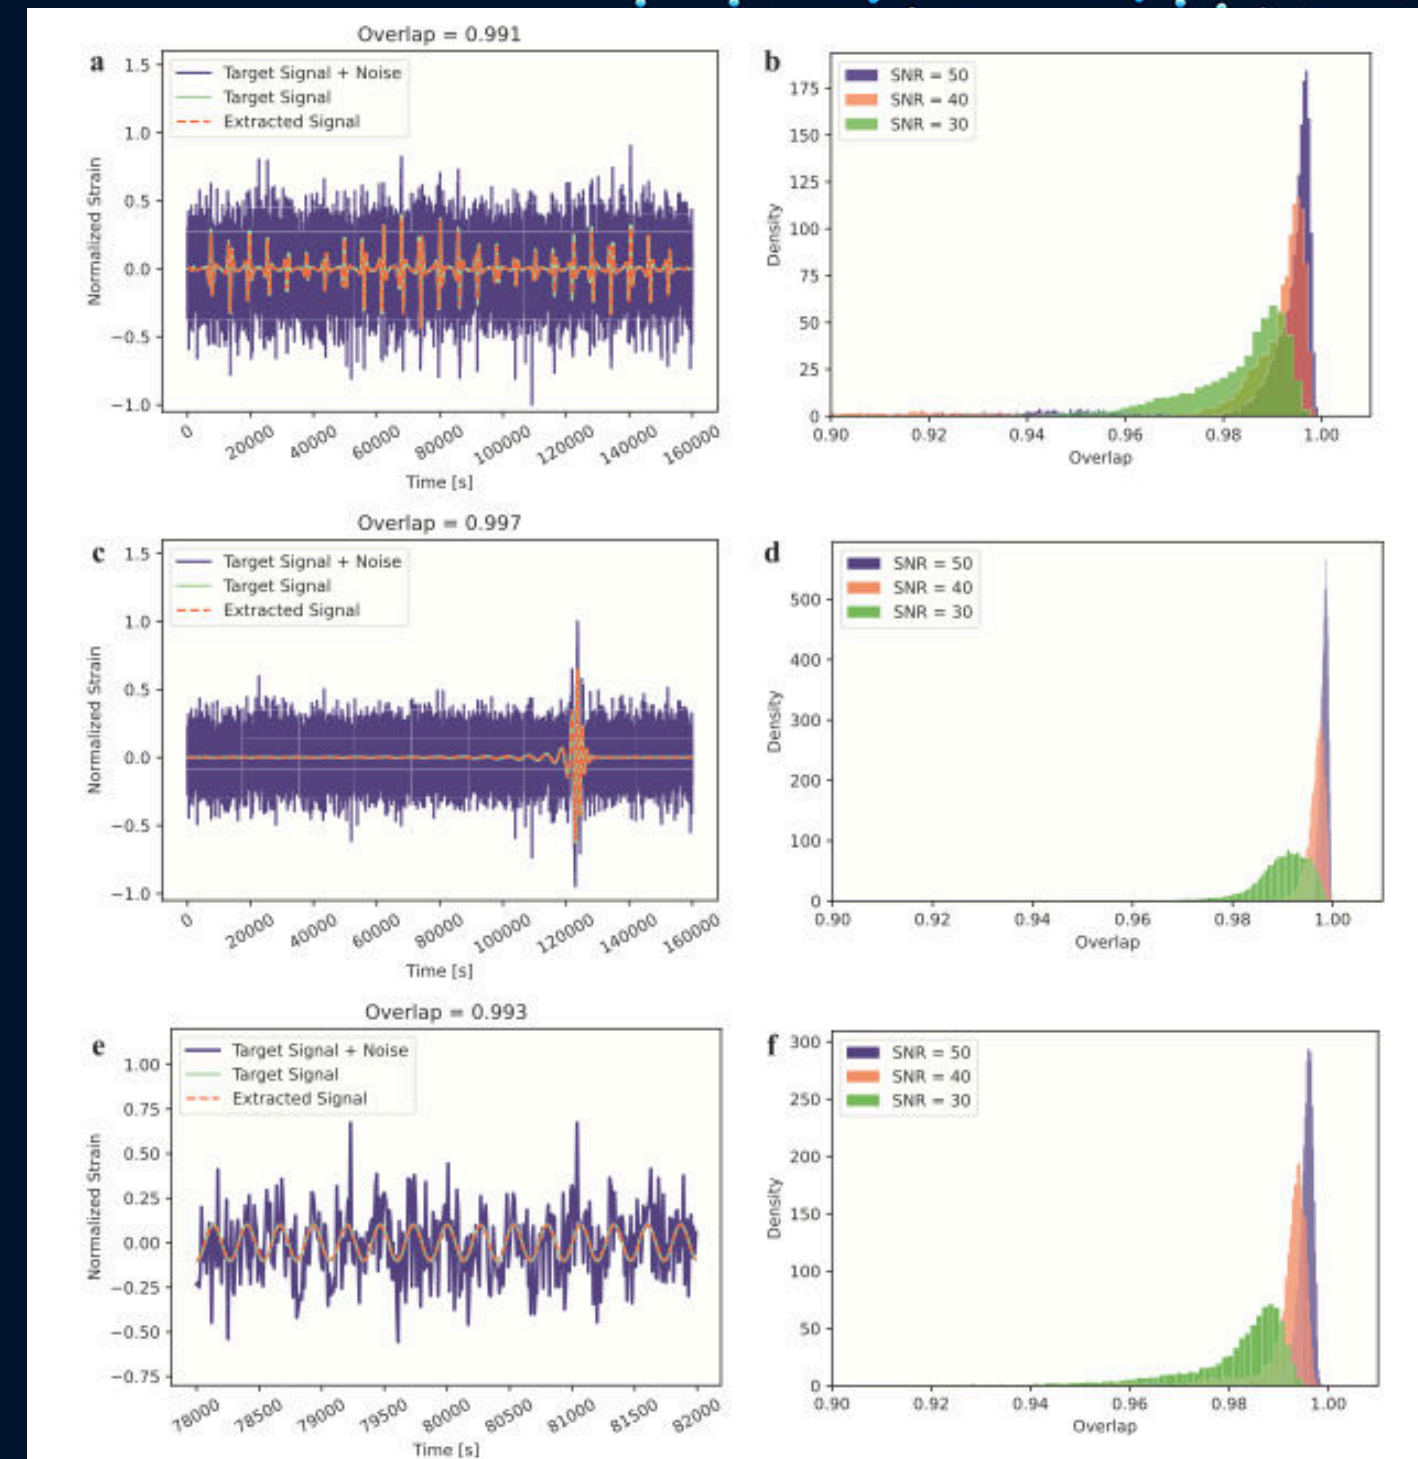 Overlap = 0.991
a
1.5
1.0
0.5
0.0
−0.5
−1.0
Normalized Strain
Target Signal + Noise
Target Signal
Extracted Signal
0 20000 40000 60000 80000 100000 120000 140000 160000
Time [s]
b
175
150
125
100
75
50
25
0
Density
SNR = 50
SNR = 40
SNR = 30
0.90 0.92 0.94 0.96 0.98 1.00
Overlap
Overlap = 0.997
c
1.5
1.0
0.5
0.0
−0.5
−1.0
Normalized Strain
Target Signal + Noise
Target Signal
Extracted Signal
0 20000 40000 60000 80000 100000 120000 140000 160000
Time [s]
d
500
400
300
200
100
0
Density
SNR = 50
SNR = 40
SNR = 30
0.90 0.92 0.94 0.96 0.98 1.00
Overlap
Overlap = 0.993
e
1.00
0.75
0.50
0.25
0.00
−0.25
−0.50
−0.75
Normalized Strain
Target Signal + Noise
Target Signal
Extracted Signal
78000 78500 79000 79500 80000 80500 81000 81500 82000
Time [s]
f
300
250
200
150
100
50
0
Density
SNR = 50
SNR = 40
SNR = 30
0.90 0.92 0.94 0.96 0.98 1.00
Overlap